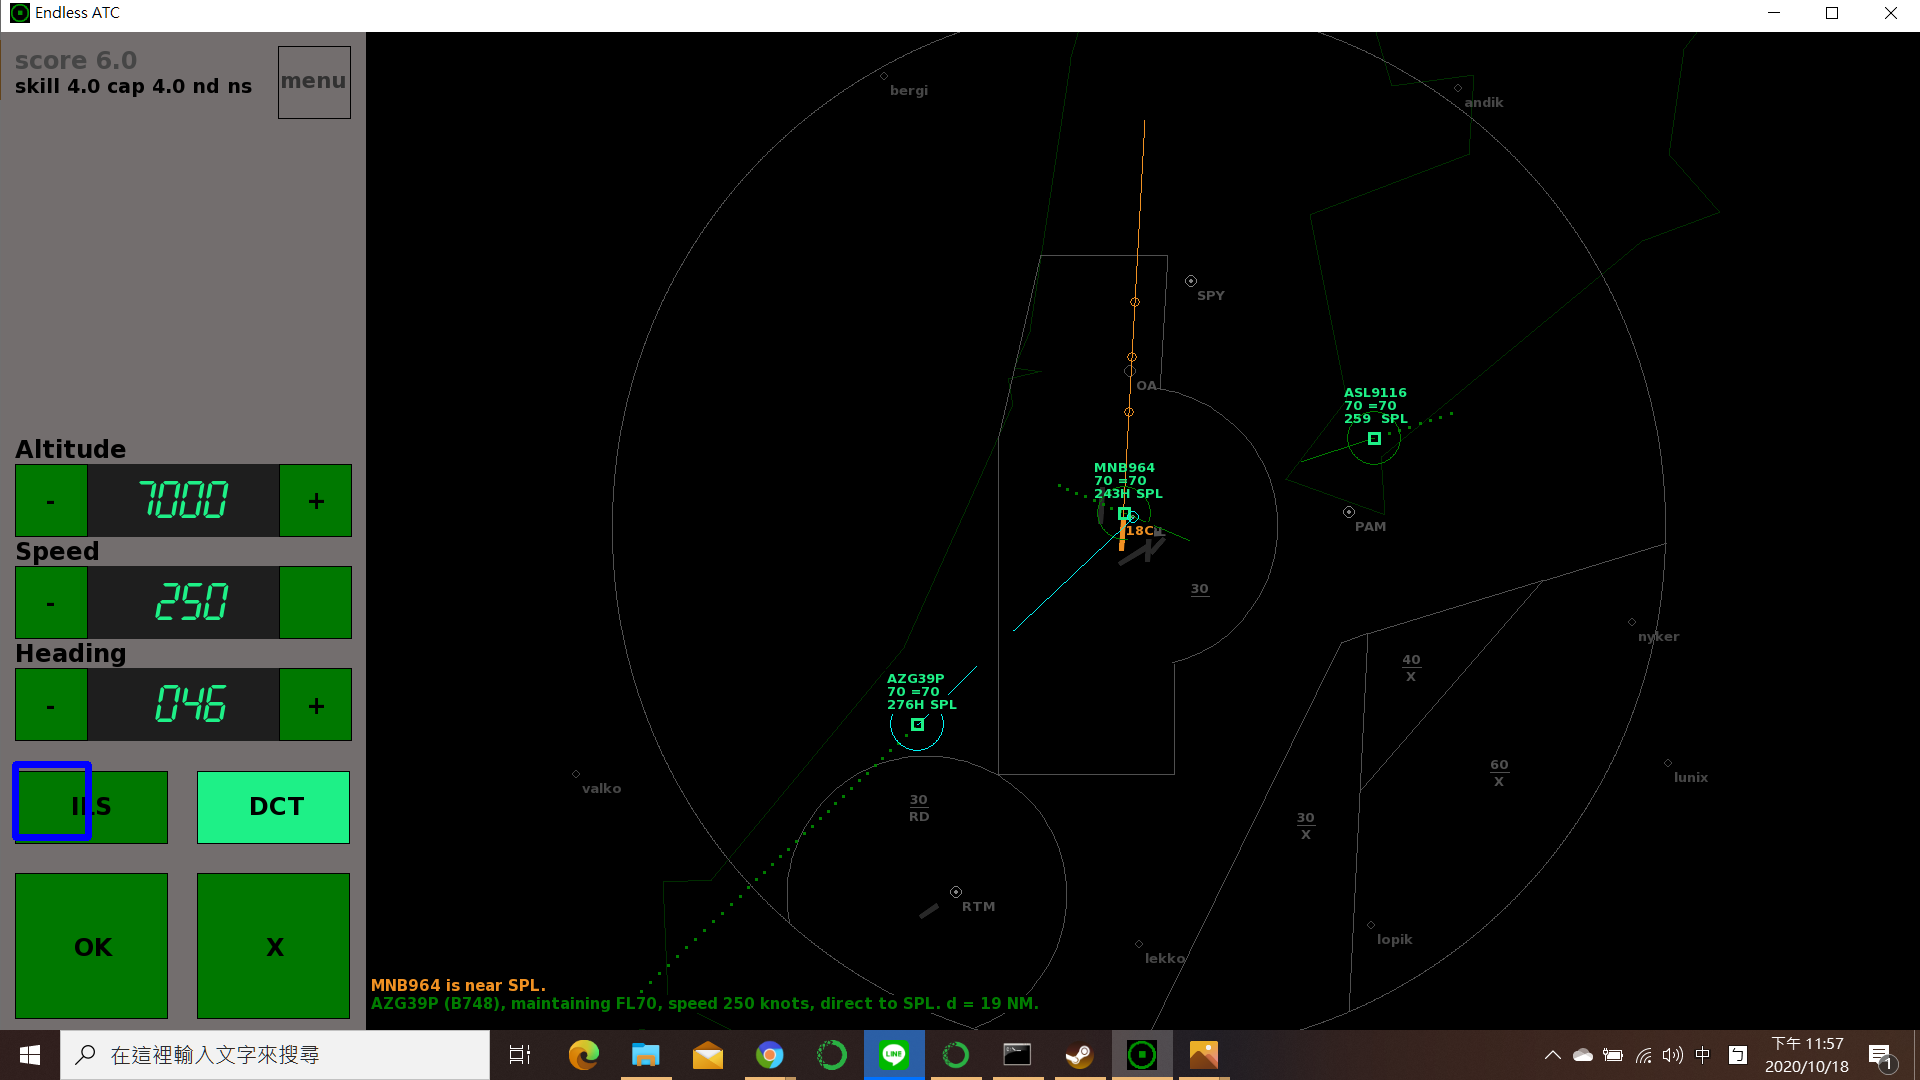 Endless ATC
score 6.0
skill 4.0 cap 4.0 nd ns
menu
Altitude
- 7000 +
Speed
- 250
Heading
- 046 +
ILS DCT
OK X
bergi
andik
SPY
OA
ASL9116
70 =70
259 SPL
MNB964
70 =70
243H SPL
18C
PAM
30
nyker
40
X
AZG39P
70 =70
276H SPL
valko
60
X
lunix
30
RD
30
X
RTM
lopik
lekko
MNB964 is near SPL.
AZG39P (B748), maintaining FL70, speed 250 knots, direct to SPL. d = 19 NM.
在這裡輸入文字來搜尋
LINE
中
下午 11:57
2020/10/18
1